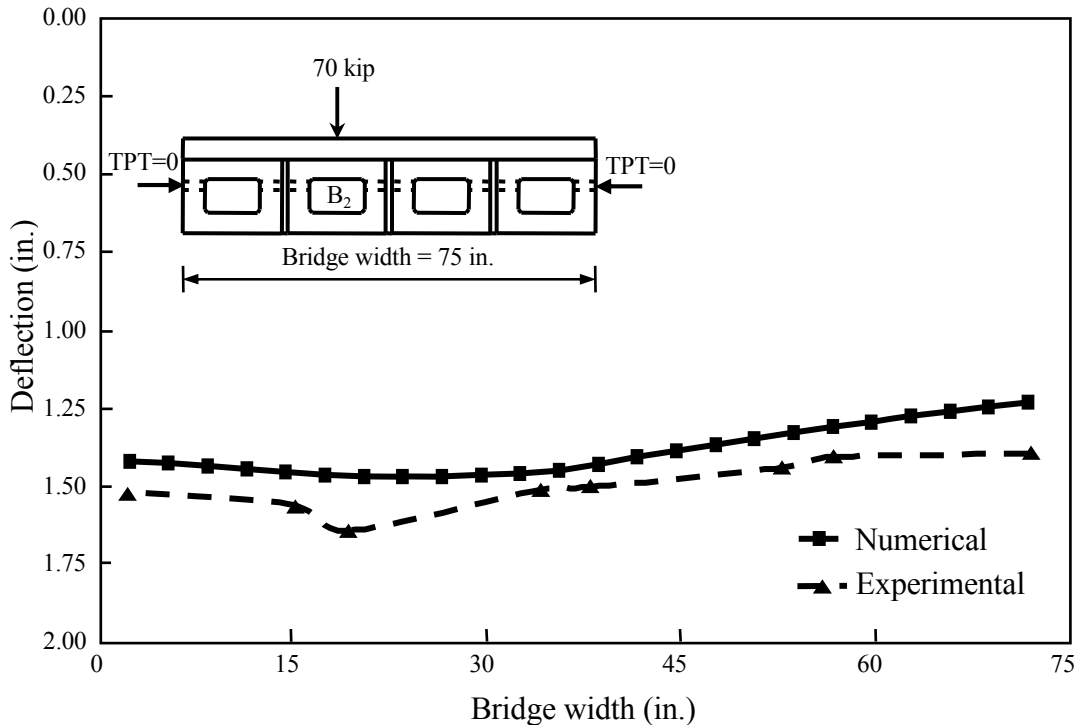 0.00
0.25
0.50
0.75
1.00
1.25
1.50
1.75
2.00
Deflection (in.)
70 kip
TPT=0
TPT=0
B₂
Bridge width = 75 in.
Numerical
Experimental
0 15 30 45 60 75
Bridge width (in.)